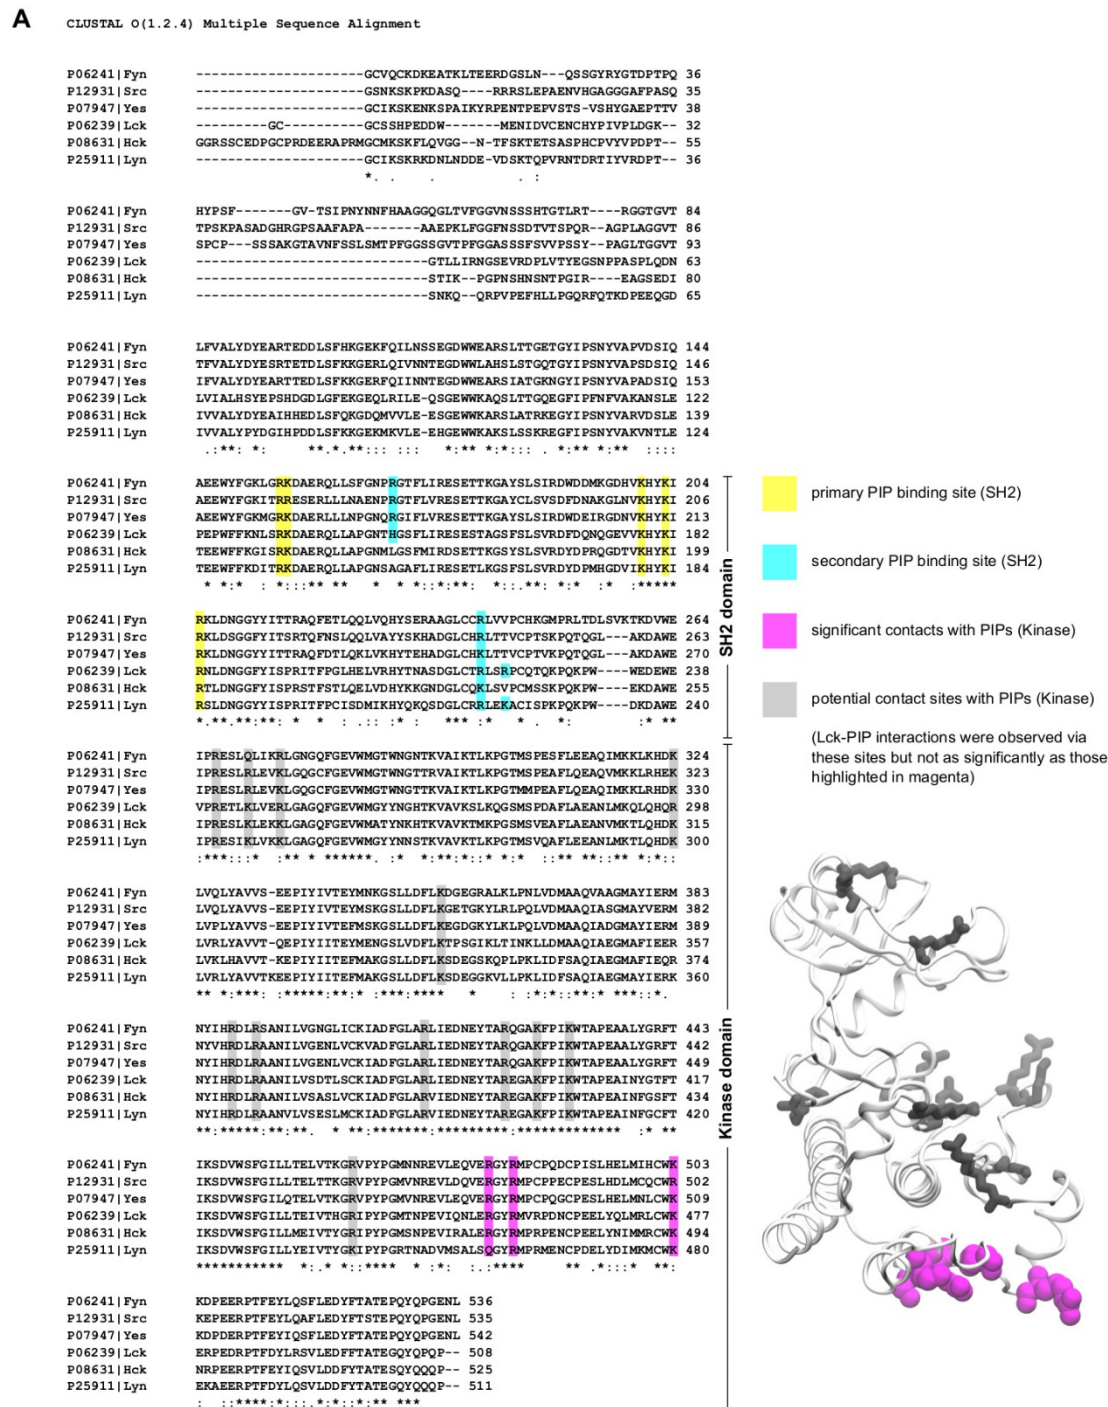 A
CLUSTAL O(1.2.4) Multiple Sequence Alignment
P06241|Fyn --------------------GCVQCKDKEATKLTEERDGSLN---QSSGYRYGTDPTPQ 36
P12931|Src --------------------GSNKSKPKDASQ----RRRSLEPAENVHGAGGGAFPASQ 35
P07947|Yes --------------------GCIKSKENKSPAIKYRPENTPEPVSTS-VSHYGAEPTTV 38
P06239|Lck ---------GC---------GCSSHPEDDW------MENIDVCENCHYPIVPLDGK-- 32
P08631|Hck GGRSSCEDPGCPRDEERAPRMGCMKSKFLQVGG--N-TFSKTETSASPHCPVYVPDPT-- 55
P25911|Lyn --------------------GCIKSKRKDNLNDDE-VDSKTQPVRNTDRTIYVRDPT-- 36
*. . . . :
P06241|Fyn HYPSF-------GV-TSIPNYNNFHAAGGQGLTVFGGVNSSSHTGTLRT----RGGTGVT 84
P12931|Src TPSKPASADGHRGPSAAFAPA-------AAEPKLFGGFNSSDTVTSPQR--AGPLAGGVT 86
P07947|Yes SPCP---SSSAKGTAVNFSSLSMTPFGGSSGVTPFGGASSSFSVVPSSY--PAGLTGGVT 93
P06239|Lck -----------------------------GTLLIRNGSEVRDPLVTYEGSNPPASPLQDN 63
P08631|Hck -----------------------------STIK--PGPNSHNSNTPGIR----EAGSEDI 80
P25911|Lyn -----------------------------SNKQ--QRPVPEFHLLPGQRFQTKDPEEQGD 65
P06241|Fyn LFVALYDYEARTEDDLSFHKGEKFQILNSSEGDWWEARSLTTGETGYIPSNYVAPVDSIQ 144
P12931|Src TFVALYDYESRTETDLSFKKGERLQIVNNTEGDWWLAHSLSTGQTGYIPSNYVAPSDSIQ 146
P07947|Yes IFVALYDYEARTTEDLSFKKGERFQIINNTEGDWWEARSIATGKNGYIPSNYVAPADSIQ 153
P06239|Lck LVIALHSYEPSHDGDLGFEKGEQLRILE-QSGEWWKAQSLTTGQEGFIPFNFVAKANSLE 122
P08631|Hck IVVALYDYEAIHHEDLSFQKGDQMVVLE-ESGEWWKARSLATRKEGYIPSNYVARVDSLE 139
P25911|Lyn IVVALYPYDGIHPDDLSFKKGEKMKVLE-EHGEWWKAKSLSSKREGFIPSNYVAKVNTLE 124
.:**: *: **.*.**:::: ::: .*:** *:*::: . *:** *:** .:::
P06241|Fyn AEEWYFGKLGRKDAERQLLSFGNPRGTFLIRESETTKGAYSLSIRDWDDMKGDHVKHYKI 204
P12931|Src AEEWYFGKITRRESERLLLNAENPRGTFLVRESETTKGAYCLSVSDFDNAKGLNVKHYKI 206
P07947|Yes AEEWYFGKMGRKDAERLLLNPGNQRGIFLVRESETTKGAYSLSIRDWDEIRGDNVKHYKI 213
P06239|Lck PEPWFFKNLSRKDAERQLLAPGNTHGSFLIRESESTAGSFSLSVRDFDQNQGEVVKHYKI 182
P08631|Hck TEEWFFKGISRKDAERQLLAPGNMLGSFMIRDSETTKGSYSLSVRDYDPRQGDTVKHYKI 199
P25911|Lyn TEEWFFKDITRKDAERQLLAPGNSAGAFLIRESETLKGSFSLSVRDYDPMHGDVIKHYKI 184
* *:* : *:::** ** * * *::*:**: *::.**: *:* :* :*****
P06241|Fyn RKLDNGGYYITTRAQFETLQQLVQHYSERAAGLCCRLVVPCHKGMPRLTDLSVKTKDVWE 264
P12931|Src RKLDSGGFYITSRTQFNSLQQLVAYYSKHADGLCHRLTTVCPTSKPQTQGL---AKDAWE 263
P07947|Yes RKLDNGGYYITTRAQFDTLQKLVKHYTEHADGLCHKLTTVCPTVKPQTQGL---AKDAWE 270
P06239|Lck RNLDNGGFYISPRITFPGLHELVRHYTNASDGLCTRLSRPCQTQKPQKPW----WEDEWE 238
P08631|Hck RTLDNGGFYISPRSTFSTLQELVDHYKKGNDGLCQKLSVPCMSSKPQKPW----EKDAWE 255
P25911|Lyn RSLDNGGYYISPRITFPCISDMIKHYQKQSDGLCRRLEKACISPKPQKPW----DKDAWE 240
*.**.**:**: * * : .:: :* : *** :* * *: :* **
P06241|Fyn IPRESLQLIKRLGNGQFGEVWMGTWNGNTKVAIKTLKPGTMSPESFLEEAQIMKKLKHDK 324
P12931|Src IPRESLRLEVKLGQGCFGEVWMGTWNGTTRVAIKTLKPGTMSPEAFLQEAQVMKKLRHEK 323
P07947|Yes IPRESLRLEVKLGQGCFGEVWMGTWNGTTKVAIKTLKPGTMMPEAFLQEAQIMKKLRHDK 330
P06239|Lck VPRETLKLVERLGAGQFGEVWMGYYNGHTKVAVKSLKQGSMSPDAFLAEANLMKQLQHQR 298
P08631|Hck IPRESLKLEKKLGAGQFGEVWMATYNKHTKVAVKTMKPGSMSVEAFLAEANVMKTLQHDK 315
P25911|Lyn IPRESIKLVKKLGAGQFGEVWMGYYNNSTKVAVKTLKPGTMSVQAFLEEANLMKTLQHDK 300
:***::* :** * ******. :* *:**:*::* *:* ::** **::** *:*::
P06241|Fyn LVQLYAVVS-EEPIYIVTEYMNKGSLLDFLKDGEGRALKLPNLVDMAAQVAAGMAYIERM 383
P12931|Src LVQLYAVVS-EEPIYIVTEYMSKGSLLDFLKGETGKYLRLPQLVDMAAQIASGMAYVERM 382
P07947|Yes LVPLYAVVS-EEPIYIVTEFMSKGSLLDFLKEGDGKYLKLPQLVDMAAQIADGMAYIERM 389
P06239|Lck LVRLYAVVT-QEPIYIITEYMENGSLVDFLKTPSGIKLTINKLLDMAAQIAEGMAFIEER 357
P08631|Hck LVKLHAVVTKEPIYIITEFMAKGSLLDFLKSDEGSKQPLPKLIDFSAQIAEGMAFIEQR 374
P25911|Lyn LVRLYAVVTREEPIYIITEYMAKGSLLDFLKSDEGGKVLLPKLIDFSAQIAEGMAYIERK 360
** *:***: :*****:**:* :***:**** * : :*:*::**:* ***::*.
P06241|Fyn NYIHRDLRSANILVGNGLICKIADFGLARLIEDNEYTARQGAKFPIKWTAPEAALYGRFT 443
P12931|Src NYVHRDLRAANILVGENLVCKVADFGLARLIEDNEYTARQGAKFPIKWTAPEAALYGRFT 442
P07947|Yes NYIHRDLRAANILVGENLVCKIADFGLARLIEDNEYTARQGAKFPIKWTAPEAALYGRFT 449
P06239|Lck NYIHRDLRAANILVSDTLSCKIADFGLARLIEDNEYTAREGAKFPIKWTAPEAINYGTFT 417
P08631|Hck NYIHRDLRAANILVSASLVCKIADFGLARVIEDNEYTAREGAKFPIKWTAPEAINFGSFT 434
P25911|Lyn NYIHRDLRAANVLVSESLMCKIADFGLARVIEDNEYTAREGAKFPIKWTAPEAINFGCFT 420
**:*****:**:**. . * **:*******:*********:************* :* **
P06241|Fyn IKSDVWSFGILLTELVTKGRVPYPGMNNREVLEQVERGYRMPCPQDCPISLHELMIHCWK 503
P12931|Src IKSDVWSFGILLTELTTKGRVPYPGMVNREVLDQVERGYRMPCPPECPESLHDLMCQCWR 502
P07947|Yes IKSDVWSFGILQTELVTKGRVPYPGMVNREVLEQVERGYRMPCPQGCPESLHELMNLCWK 509
P06239|Lck IKSDVWSFGILLTEIVTHGRIPYPGMTNPEVIQNLERGYRMVRPDNCPEELYQLMRLCWK 477
P08631|Hck IKSDVWSFGILLMEIVTYGRIPYPGMSNPEVIRALERGYRMPRPENCPEELYNIMMRCWK 494
P25911|Lyn IKSDVWSFGILLYEIVTYGKIPYPGRTNADVMSALSQGYRMPRMENCPDELYDIMKMCWK 480
*********** *:.* *::**** * :*: :.:**** ** .*:::* **:
P06241|Fyn KDPEERPTFEYLQSFLEDYFTATEPQYQPGENL 536
P12931|Src KEPEERPTFEYLQAFLEDYFTSTEPQYQPGENL 535
P07947|Yes KDPDERPTFEYIQSFLEDYFTATEPQYQPGENL 542
P06239|Lck ERPEDRPTFDYLRSVLEDFFTATEGQYQPQP-- 508
P08631|Hck NRPEERPTFEYIQSVLDDFYTATESQYQQQP-- 525
P25911|Lyn EKAEERPTFDYLQSVLDDFYTATEGQYQQQP-- 511
: ::****:*:::.*:*::*:** ***
SH2 domain
Kinase domain
primary PIP binding site (SH2)
secondary PIP binding site (SH2)
significant contacts with PIPs (Kinase)
potential contact sites with PIPs (Kinase)
(Lck-PIP interactions were observed via
these sites but not as significantly as those
highlighted in magenta)